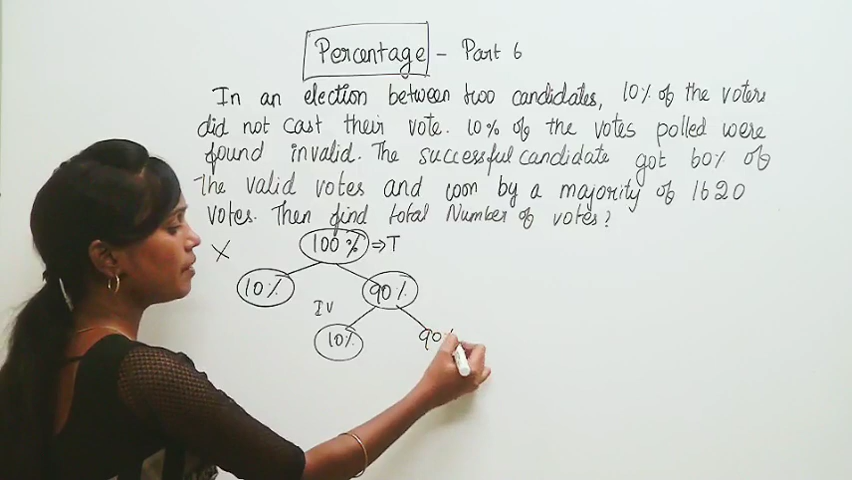 Percentage - Part 6
In an election between two candidates, 10% of the voters
did not cast their vote. 10% of the votes polled were
found invalid. The successful candidate got 60% of
the valid votes and won by a majority of 1620
votes. Then find total Number of votes?
X 100% ⇒ T
10% 90%
IV
10% 90%